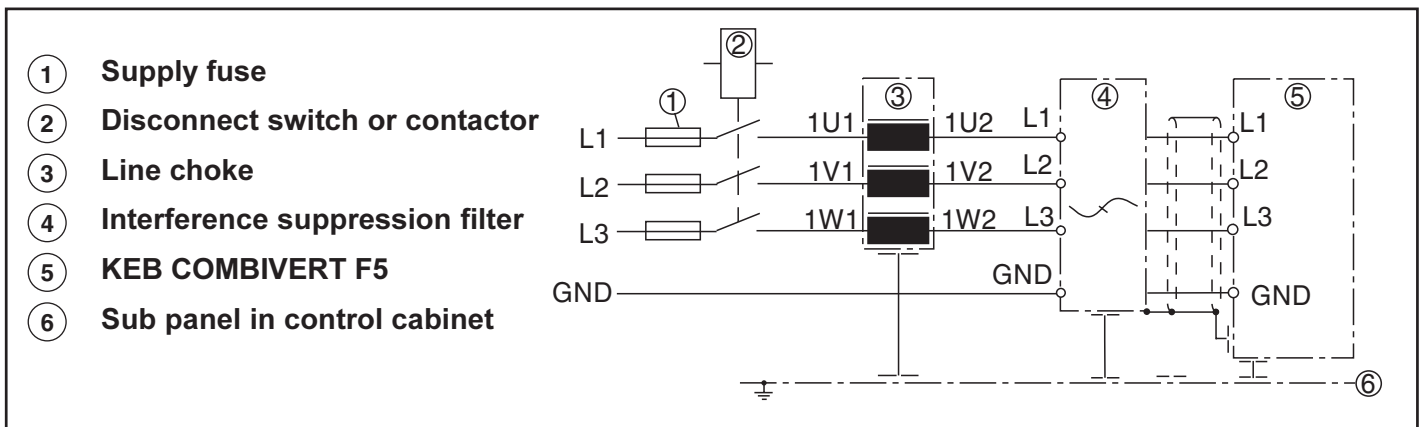 1 Supply fuse
2 Disconnect switch or contactor
3 Line choke
4 Interference suppression filter
5 KEB COMBIVERT F5
6 Sub panel in control cabinet
2
1 3 4 5
L1 1U1 1U2 L1 L1
L2 1V1 1V2 L2 L2
L3 1W1 1W2 L3 L3
GND GND GND
6